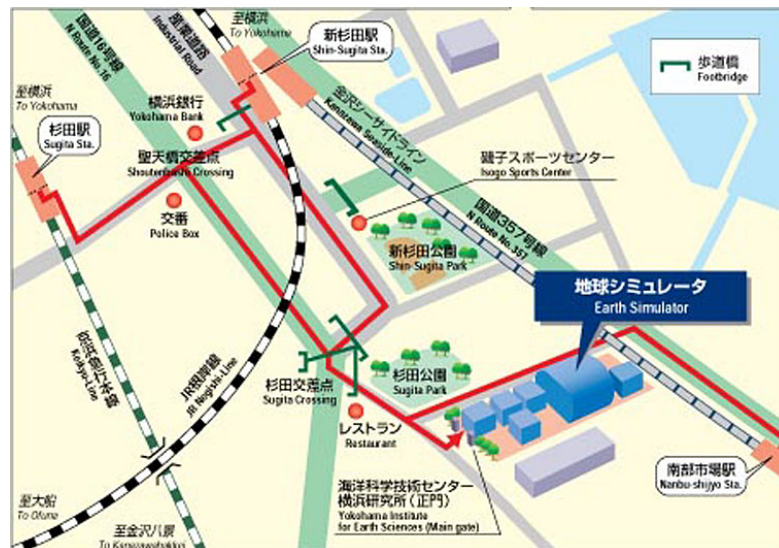 至横浜
To Yokohama
国道16号線
N Route No.16
産業道路
Industrial Road
至横浜
To Yokohama
新杉田駅
Shin-Sugita Sta.
歩道橋
Footbridge
至横浜
To Yokohama
杉田駅
Sugita Sta.
横浜銀行
Yokohama Bank
聖天橋交差点
Shoutenbashi Crossing
交番
Police Box
金沢シーサイドライン
Kanazawa Seaside-Line
磯子スポーツセンター
Isogo Sports Center
国道357号線
N Route No.357
新杉田公園
Shin-Sugita Park
地球シミュレータ
Earth Simulator
京浜急行本線
Keikyu-Line
JR根岸線
JR Negishi-Line
杉田交差点
Sugita Crossing
杉田公園
Sugita Park
レストラン
Restaurant
南部市場駅
Nanbu-shijyo Sta.
海洋科学技術センター
横浜研究所(正門)
Yokohama Institute
for Earth Sciences (Main gate)
至大船
To Ofuna
至金沢八景
To Kanazawahakkei